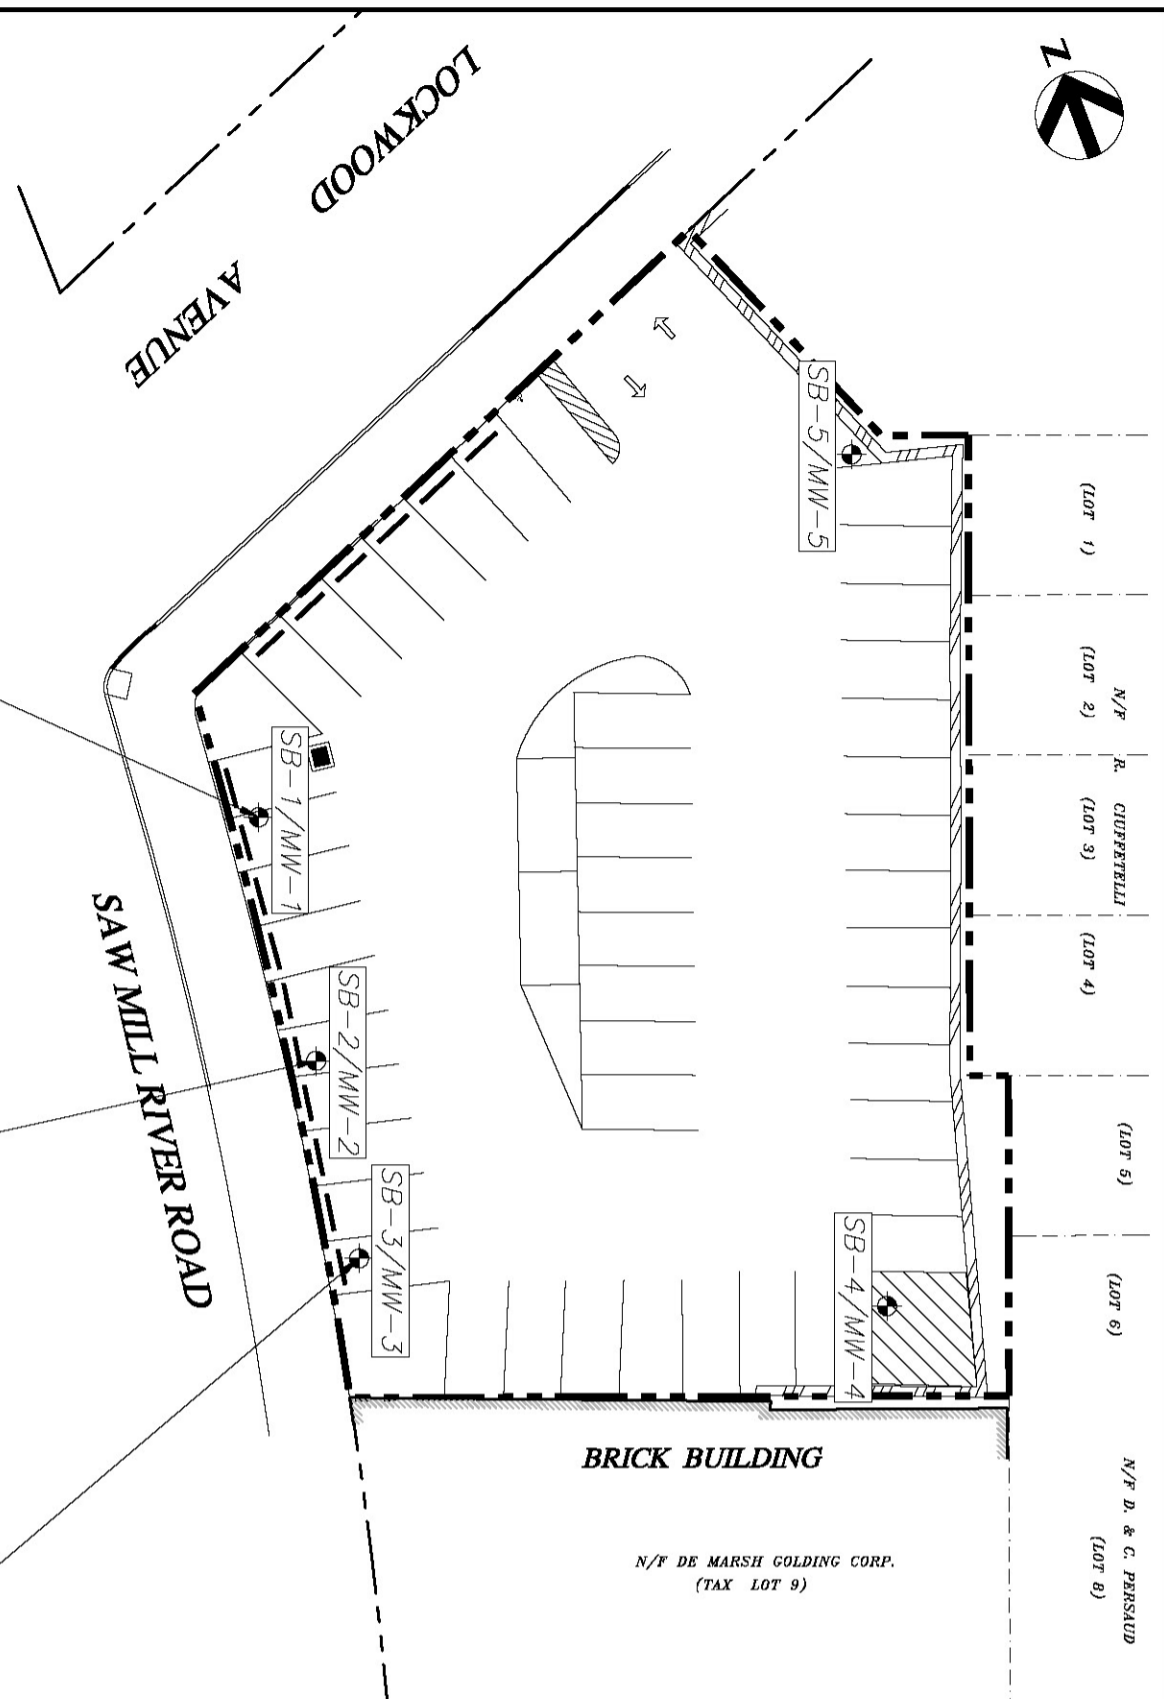 N
LOCKWOOD
AVENUE
SB-5/MW-5
(LOT 1)
(LOT 2)
N/F R. CIUFFETELLI
(LOT 3)
(LOT 4)
SB-1/MW-1
SAW MILL RIVER ROAD
SB-2/MW-2
SB-3/MW-3
SB-4/MW-4
(LOT 5)
(LOT 6)
BRICK BUILDING
N/F DE MARSH GOLDING CORP.
(TAX LOT 9)
N/F D. & C. PERSAUD
(LOT 8)